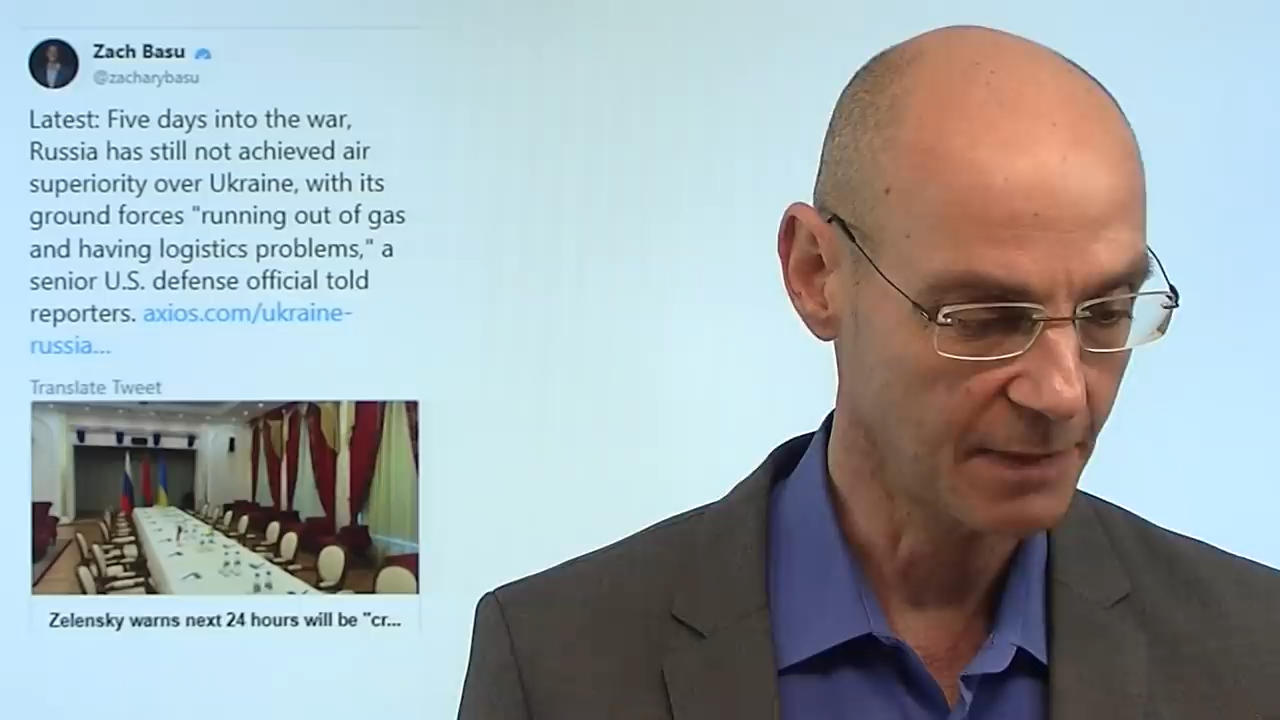 Zach Basu
@zacharybasu
Latest: Five days into the war,
Russia has still not achieved air
superiority over Ukraine, with its
ground forces "running out of gas
and having logistics problems," a
senior U.S. defense official told
reporters. axios.com/ukraine-
russia...
Translate Tweet
Zelensky warns next 24 hours will be "cr...